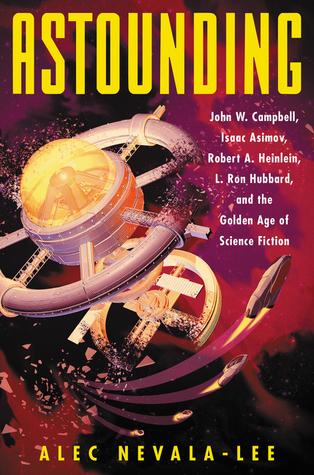 ASTOUNDING
John W. Campbell,
Isaac Asimov,
Robert A. Heinlein,
L. Ron Hubbard,
and the
Golden Age of
Science Fiction
ALEC NEVALA-LEE